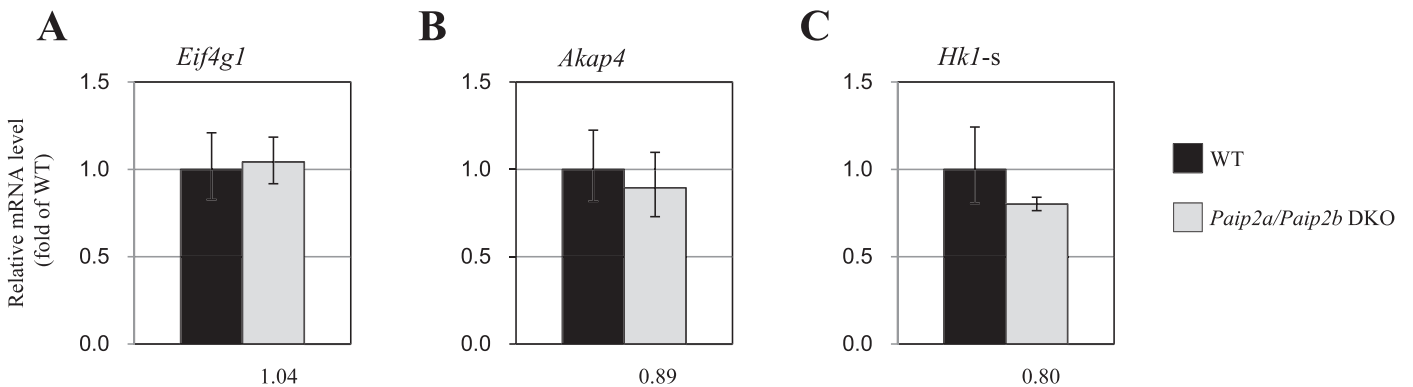 A
Eif4g1
1.5
1.0
0.5
0.0
Relative mRNA level
(fold of WT)
1.04
B
Akap4
1.5
1.0
0.5
0.0
0.89
C
Hk1-s
1.5
1.0
0.5
0.0
0.80
WT
Paip2a/Paip2b DKO